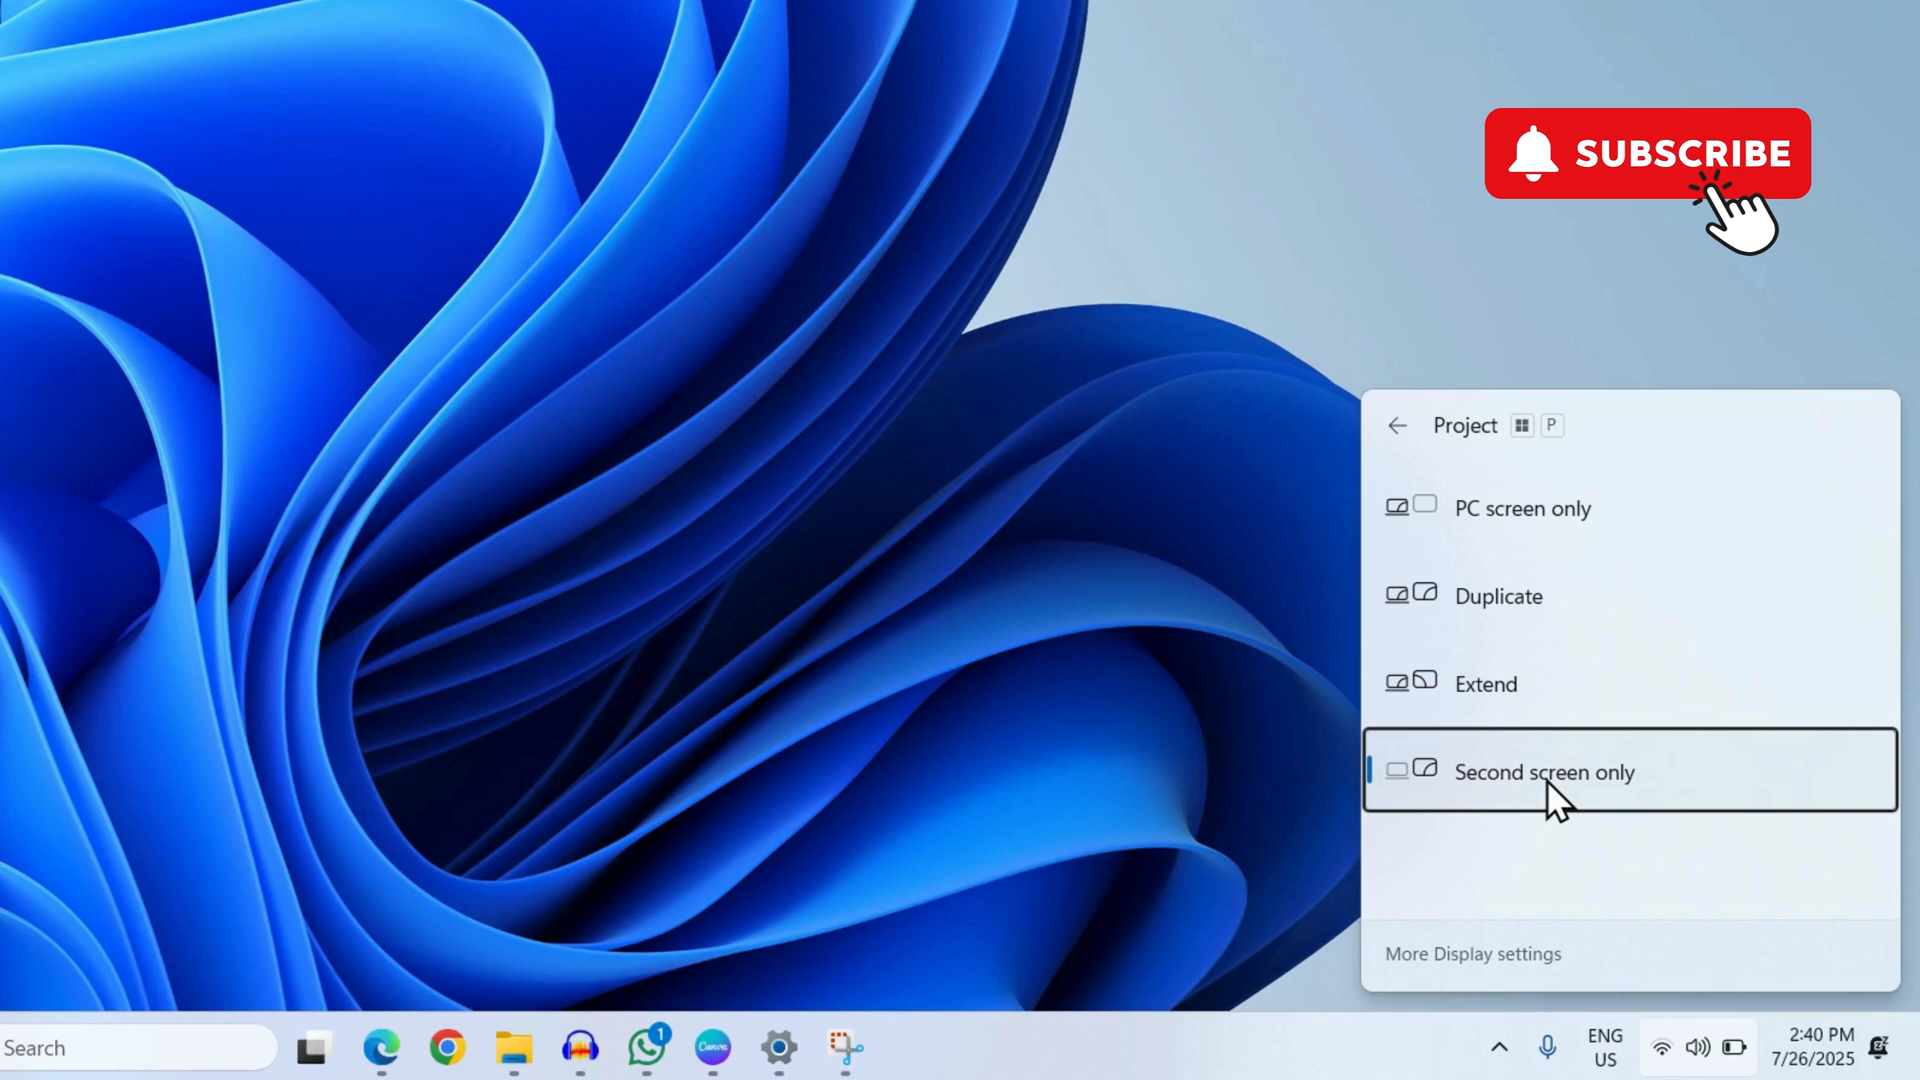 SUBSCRIBE
Project P
PC screen only
Duplicate
Extend
Second screen only
More Display settings
Search
1
Canva
ENG
US
2:40 PM
7/26/2025